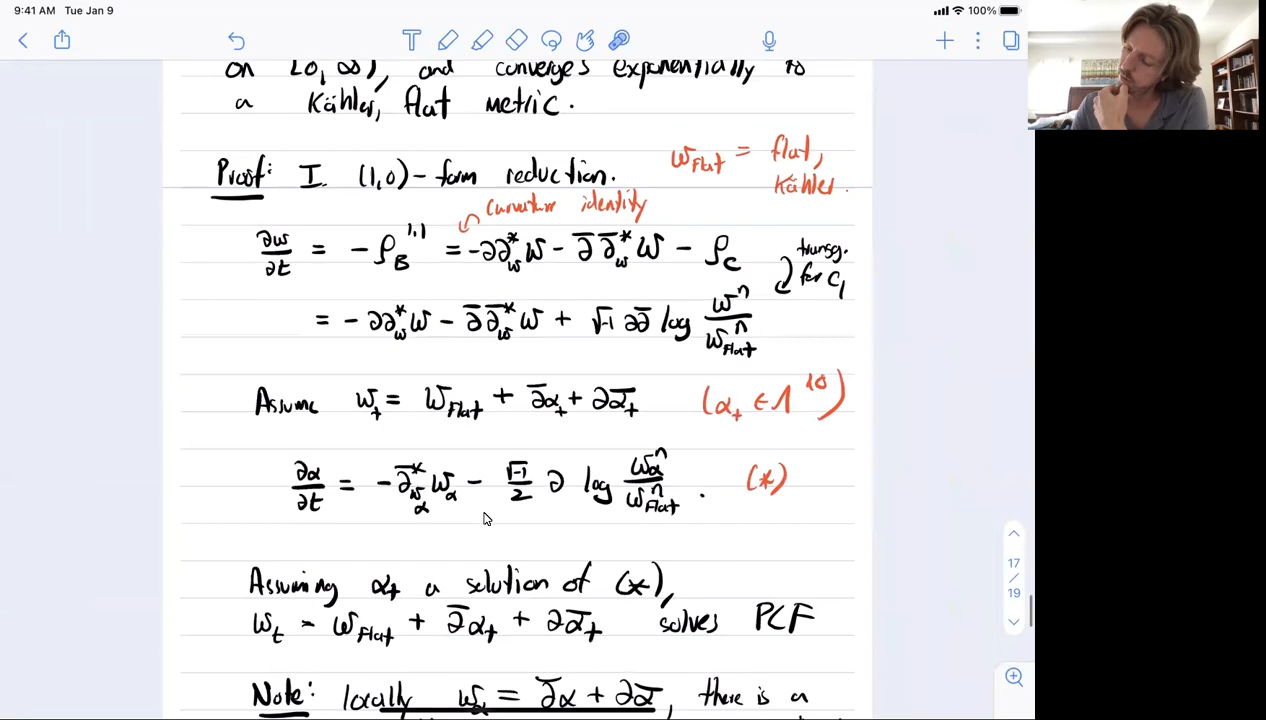 9:41 AM Tue Jan 9
100%
on [0, ∞), and converges exponentially to
a Kähler, flat metric.
Proof: I. (1,0)-form reduction.
ω_Flat = flat,
Kähler.
curvature identity
∂ω/∂t = -ρ_B^{1,1} = -∂∂*_ω ω - ∂̄∂̄*_ω ω - ρ_C
transg. for c_1
= -∂∂*_ω ω - ∂̄∂̄*_ω ω + √-1 ∂∂̄ log ω^n/ω_Flat^n
Assume ω_t = ω_Flat + ∂̄α_t + ∂ᾱ_t (α_t ∈ Λ^{1,0})
∂α/∂t = -∂̄*_{ω_α} ω_α - √-1/2 ∂ log ω_α^n/ω_Flat^n . (*)
Assuming α_t a solution of (*),
ω_t = ω_Flat + ∂̄α_t + ∂ᾱ_t solves PCF
Note: locally ω_α = ∂̄α + ∂ᾱ, there is a
17
/
19